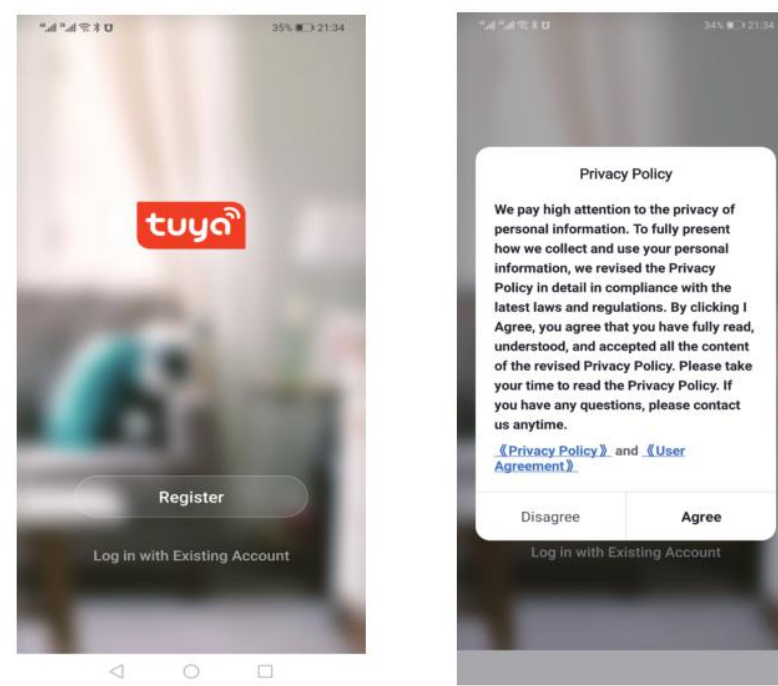 35% 21:34
tuya
Register
Log in with Existing Account
34% 21:34
Privacy Policy
We pay high attention to the privacy of
personal information. To fully present
how we collect and use your personal
information, we revised the Privacy
Policy in detail in compliance with the
latest laws and regulations. By clicking I
Agree, you agree that you have fully read,
understood, and accepted all the content
of the revised Privacy Policy. Please take
your time to read the Privacy Policy. If
you have any questions, please contact
us anytime.
《Privacy Policy》 and 《User
Agreement》
Disagree Agree
Log in with Existing Account